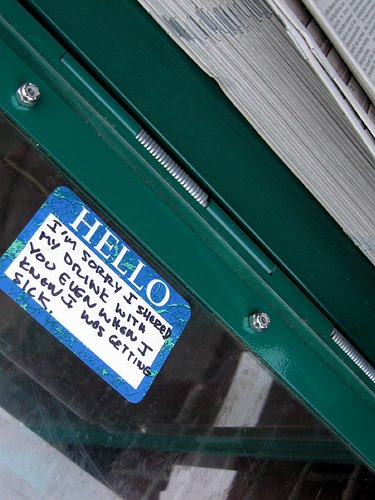 HELLO
I'M SORRY I SHARED
MY DRINK WITH
YOU EVEN WHEN I
KNEW I WAS GETTING
SICK.